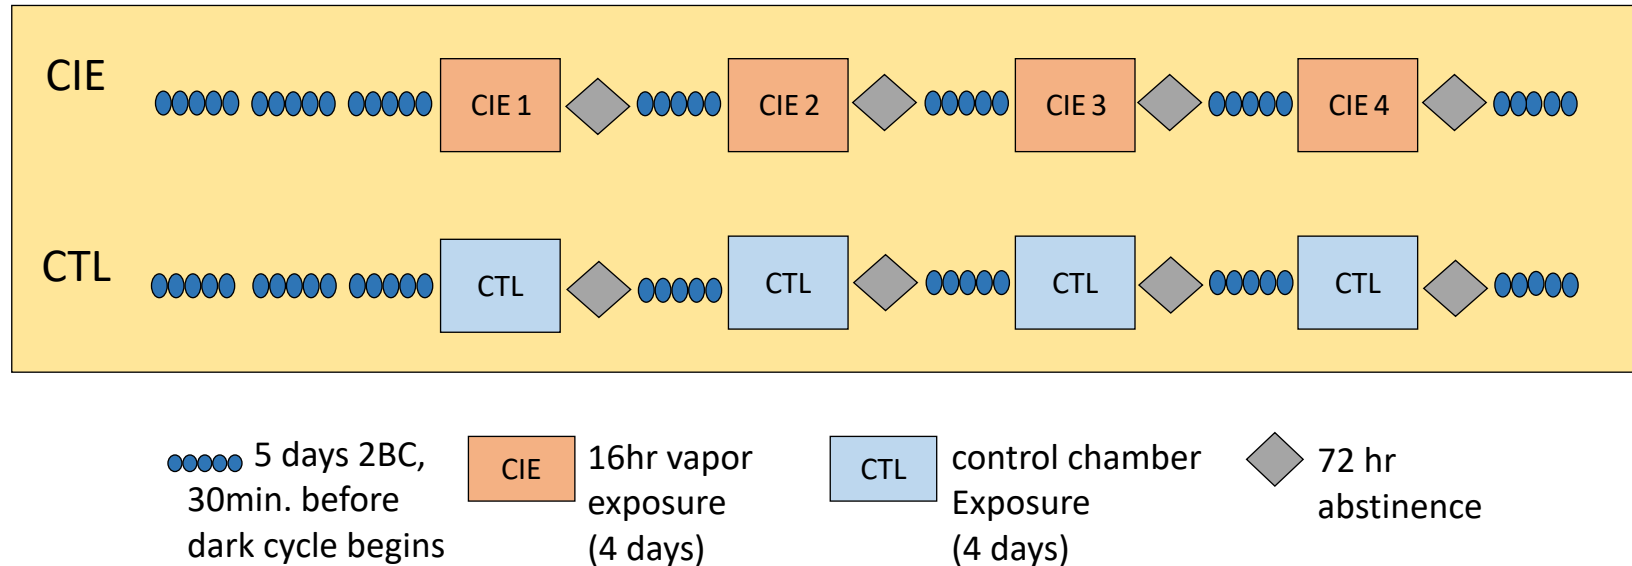 CIE
CIE 1
CIE 2
CIE 3
CIE 4
CTL
CTL
CTL
CTL
CTL
5 days 2BC,
30min. before
dark cycle begins
CIE
16hr vapor
exposure
(4 days)
CTL
control chamber
Exposure
(4 days)
72 hr
abstinence